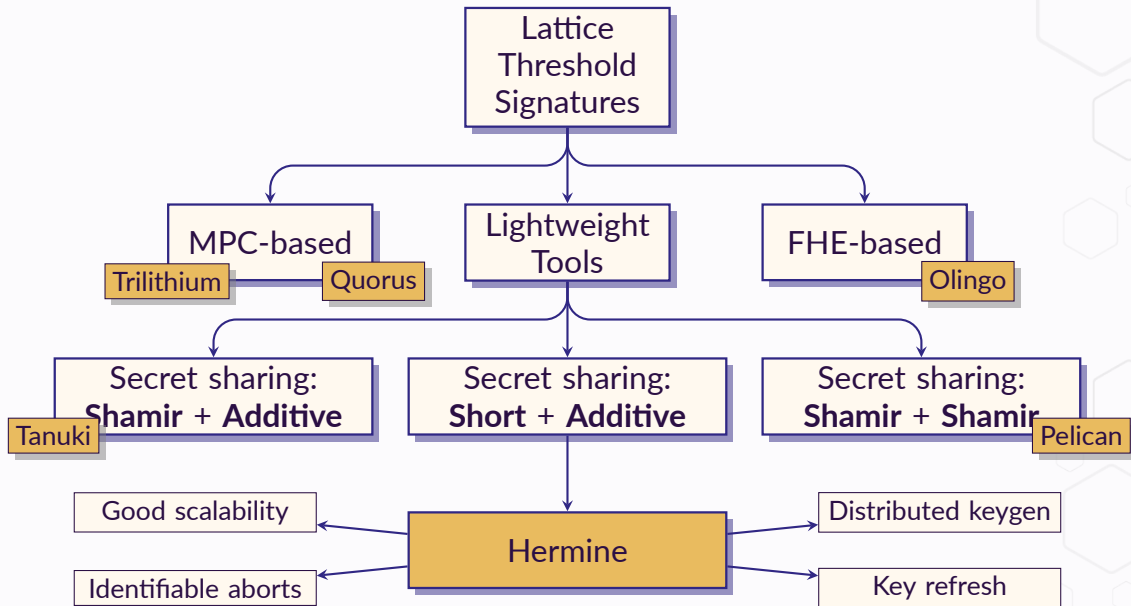 Lattice
Threshold
Signatures
MPC-based
Trilithium
Quorus
Lightweight
Tools
FHE-based
Olingo
Secret sharing:
Shamir + Additive
Tanuki
Secret sharing:
Short + Additive
Secret sharing:
Shamir + Shamir
Pelican
Good scalability
Identifiable aborts
Hermine
Distributed keygen
Key refresh